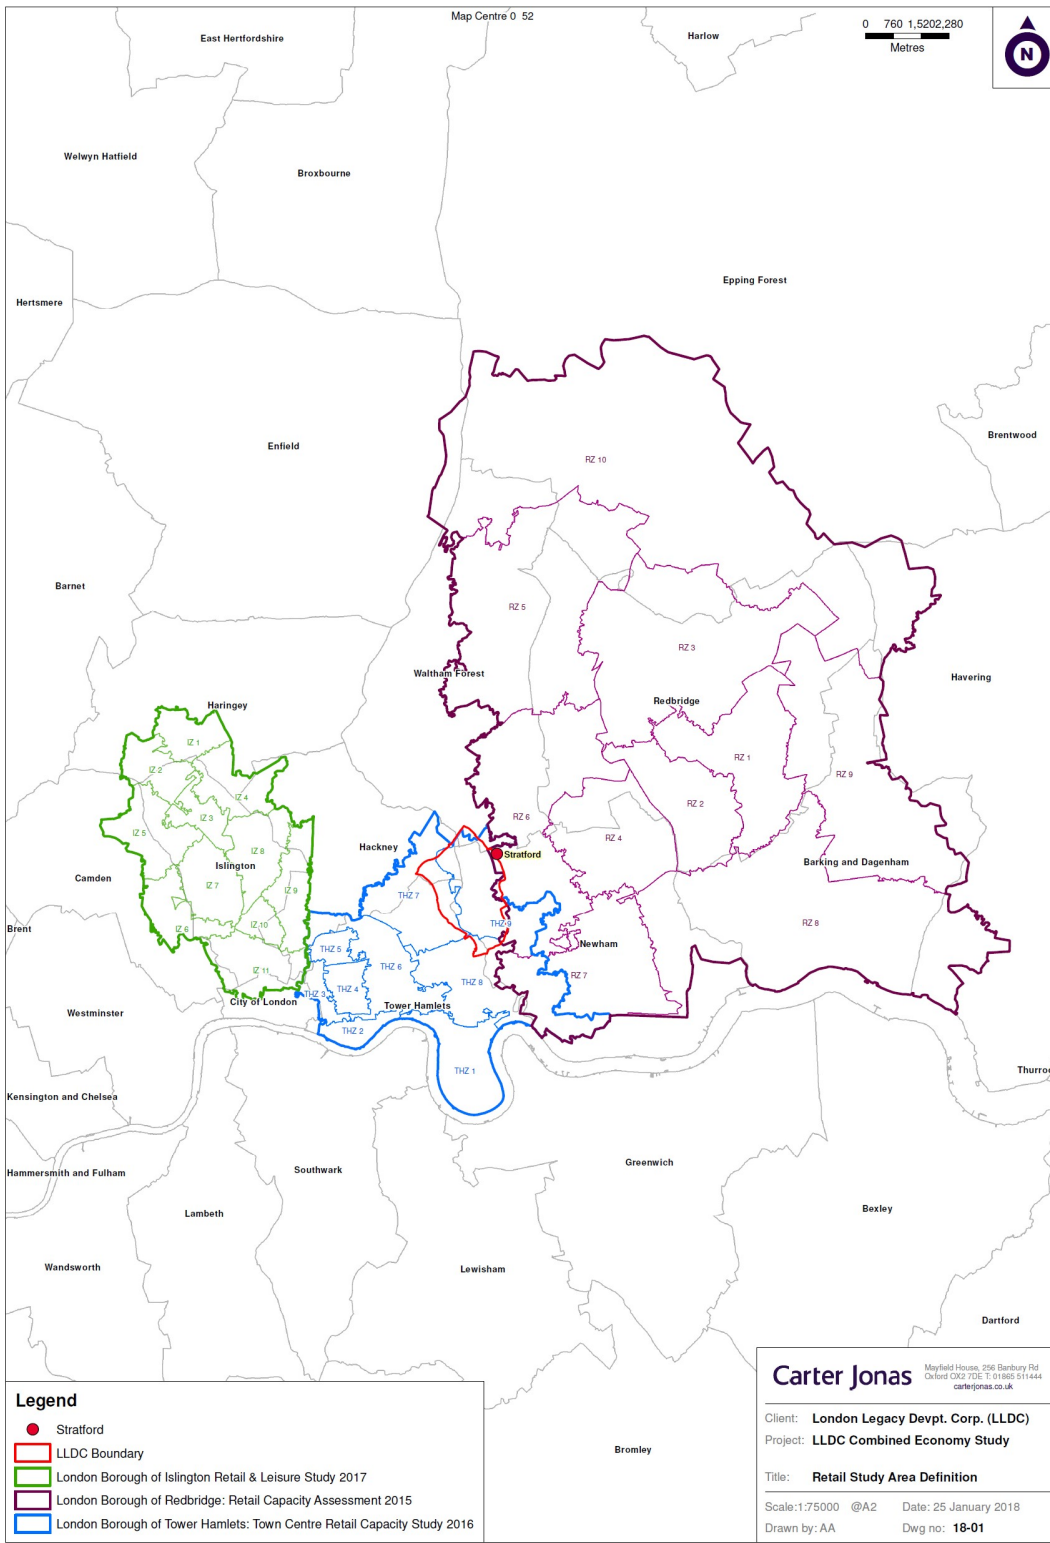 Map Centre 0 52
0 760 1,5202,280
Metres
N
East Hertfordshire
Harlow
Welwyn Hatfield
Broxbourne
Epping Forest
Hertsmere
Brentwood
Enfield
RZ 10
Barnet
RZ 5
RZ 3
Waltham Forest
Havering
Redbridge
Haringey
IZ 1
RZ 1
IZ 2
RZ 9
IZ 4
RZ 2
IZ 3
RZ 6
IZ 5
RZ 4
Hackney
IZ 8
Stratford
Islington
Barking and Dagenham
Camden
IZ 7
IZ 9
THZ 7
IZ 10
THZ 9
RZ 8
IZ 6
Brent
Newham
THZ 5
IZ 11
THZ 6
RZ 7
THZ 8
THZ 4
THZ 3
City of London
Tower Hamlets
Westminster
THZ 2
THZ 1
Thurroc
Kensington and Chelsea
Greenwich
Hammersmith and Fulham
Southwark
Bexley
Lambeth
Wandsworth
Lewisham
Dartford
Bromley
Legend
Stratford
LLDC Boundary
London Borough of Islington Retail & Leisure Study 2017
London Borough of Redbridge: Retail Capacity Assessment 2015
London Borough of Tower Hamlets: Town Centre Retail Capacity Study 2016
Carter Jonas
Mayfield House, 256 Banbury Rd
Oxford OX2 7DE T: 01865 511444
carterjonas.co.uk
Client: London Legacy Devpt. Corp. (LLDC)
Project: LLDC Combined Economy Study
Title: Retail Study Area Definition
Scale:1:75000 @A2 Date: 25 January 2018
Drawn by: AA Dwg no: 18-01